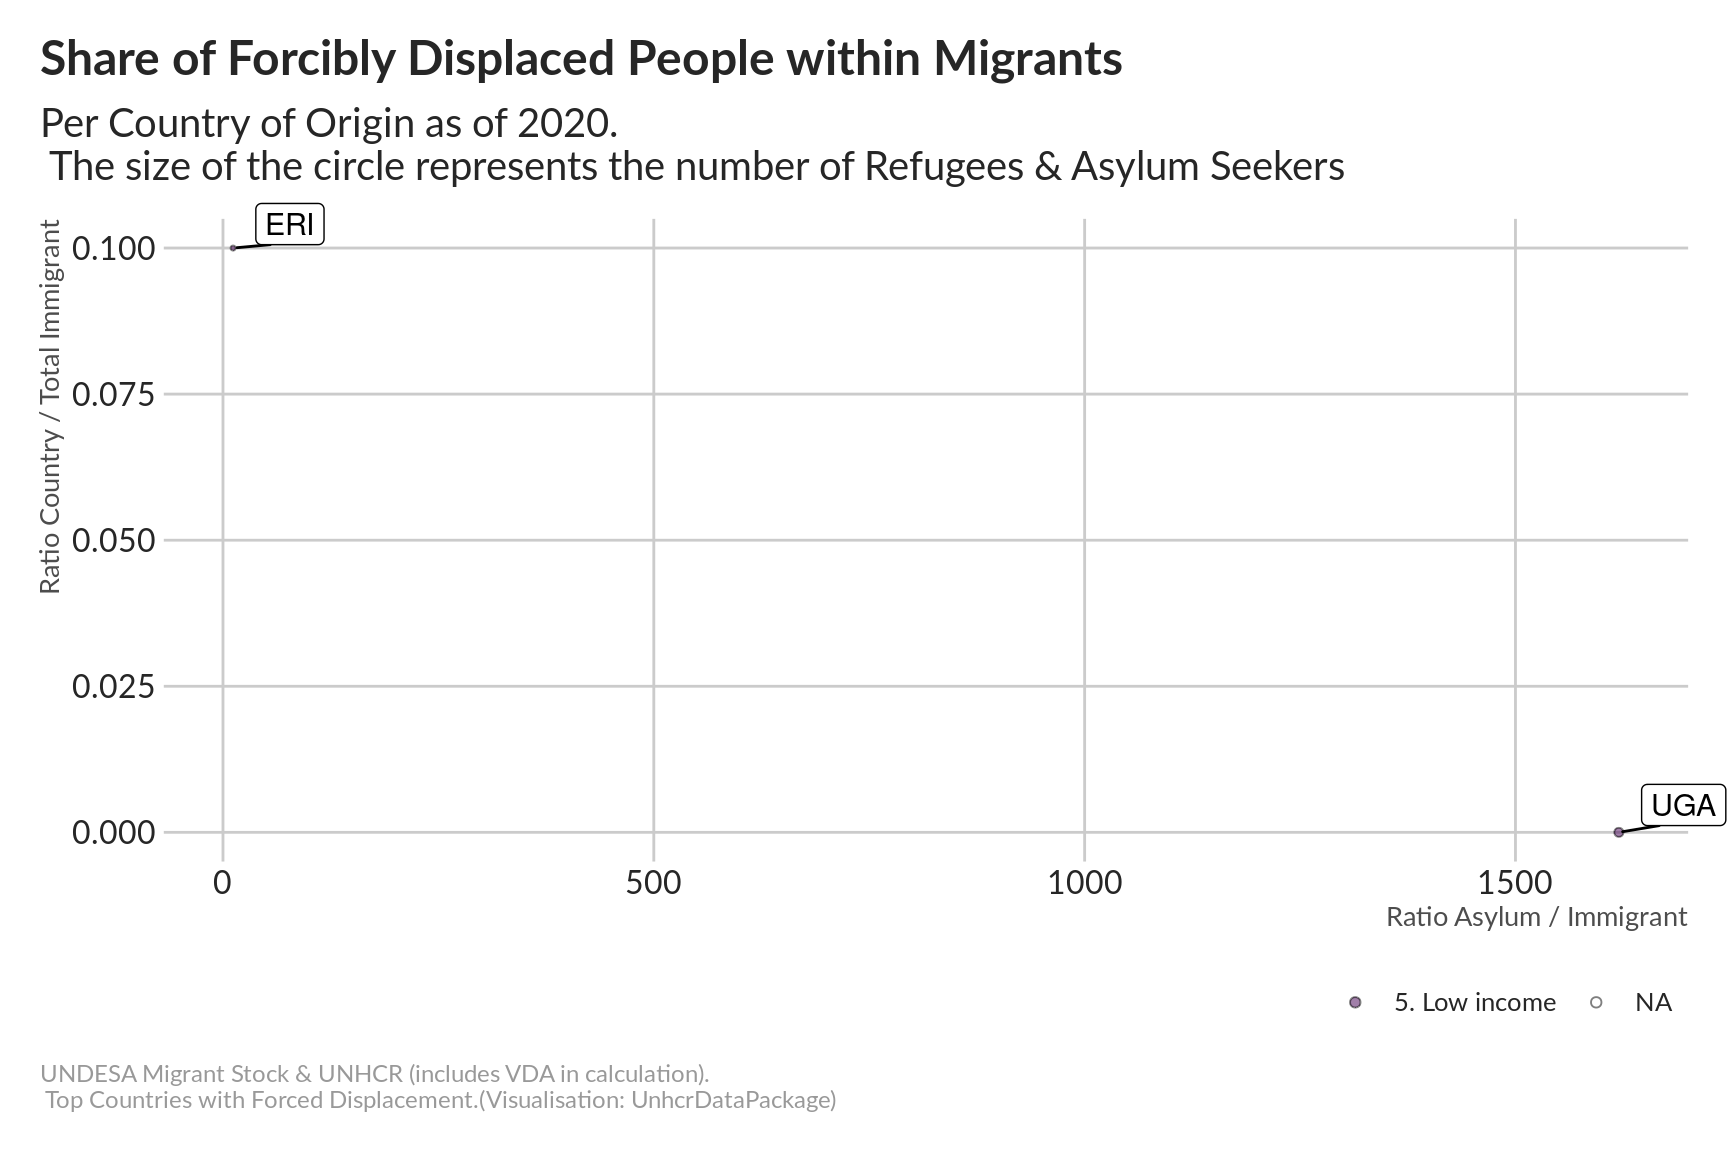 Share of Forcibly Displaced People within Migrants
Per Country of Origin as of 2020.
The size of the circle represents the number of Refugees & Asylum Seekers
Ratio Country / Total Immigrant
0.100
0.075
0.050
0.025
0.000
ERI
UGA
0
500
1000
1500
Ratio Asylum / Immigrant
5. Low income
NA
UNDESA Migrant Stock & UNHCR (includes VDA in calculation).
Top Countries with Forced Displacement.(Visualisation: UnhcrDataPackage)